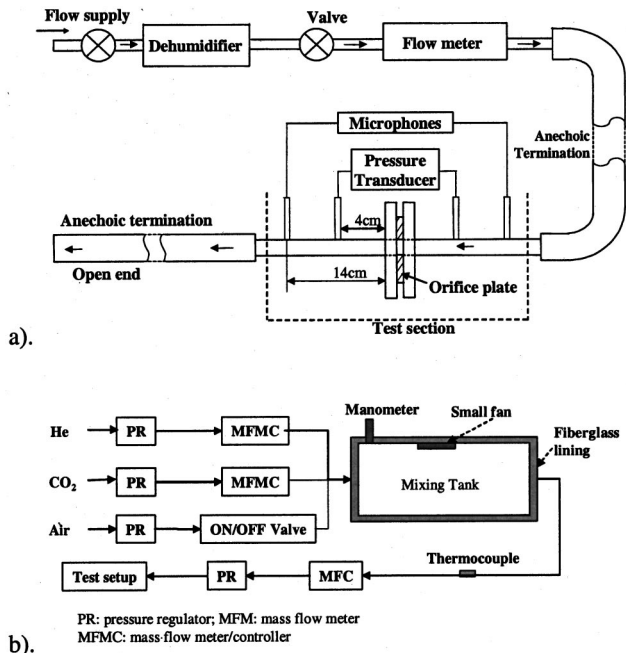 Flow supply
Valve
Dehumidifier
Flow meter
Microphones
Anechoic
Termination
Pressure
Transducer
4cm
Anechoic termination
Open end
14cm
Orifice plate
Test section
a).
Manometer
Small fan
Fiberglass
lining
He
PR
MFMC
CO₂
PR
MFMC
Mixing Tank
Air
PR
ON/OFF Valve
Thermocouple
Test setup
PR
MFC
PR: pressure regulator; MFM: mass flow meter
MFMC: mass-flow meter/controller
b).